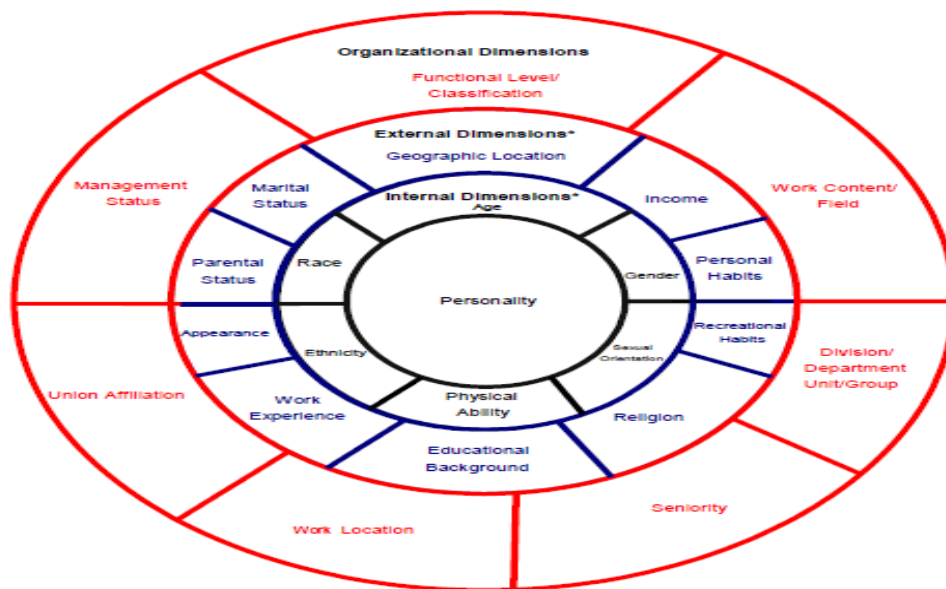 Organizational Dimensions
Functional Level/
Classification
External Dimensions*
Geographic Location
Internal Dimensions*
Age
Management
Status
Marital
Status
Income
Work Content/
Field
Parental
Status
Race
Gender
Personal
Habits
Personality
Appearance
Ethnicity
Sexual
Orientation
Recreational
Habits
Division/
Department
Unit/Group
Union Affiliation
Work
Experience
Physical
Ability
Religion
Educational
Background
Work Location
Seniority